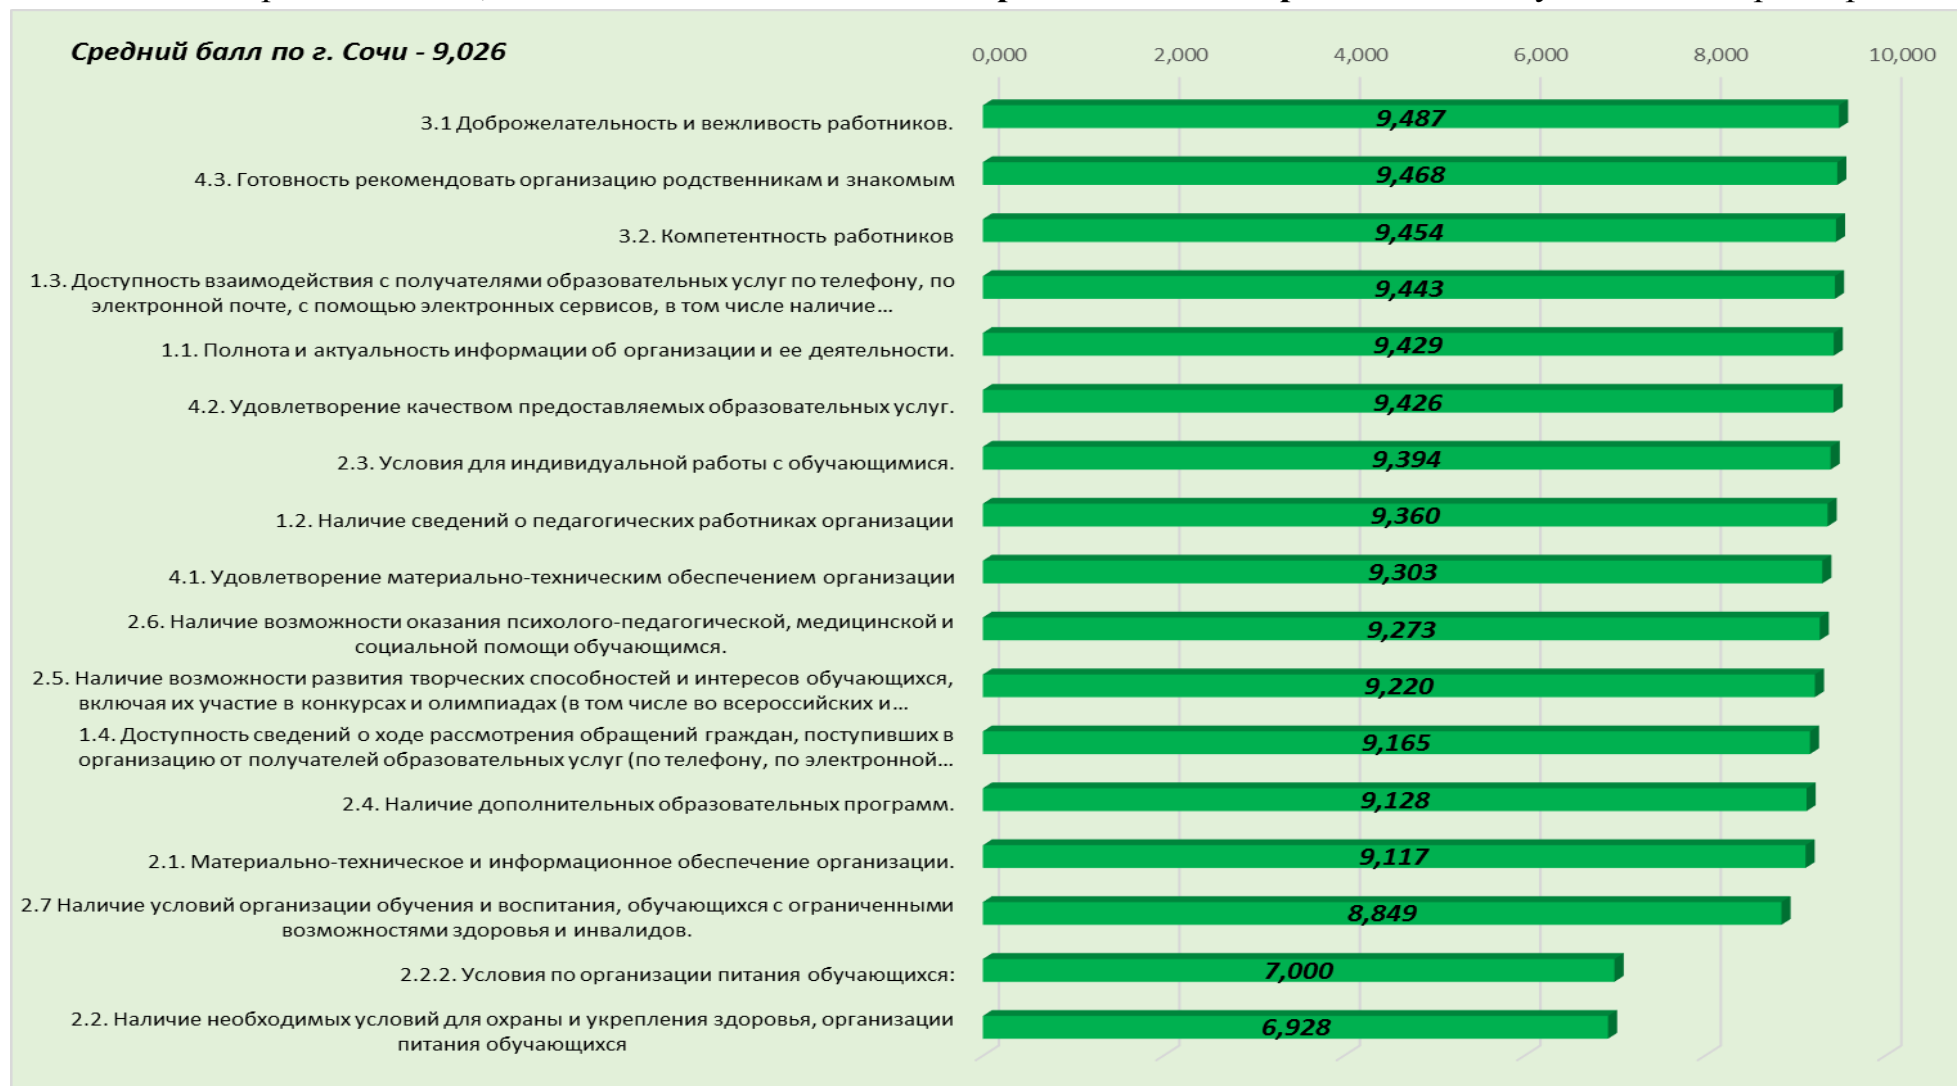 Средний балл по г. Сочи - 9,026
0,000 2,000 4,000 6,000 8,000 10,000
3.1 Доброжелательность и вежливость работников.
9,487
4.3. Готовность рекомендовать организацию родственникам и знакомым
9,468
3.2. Компетентность работников
9,454
1.3. Доступность взаимодействия с получателями образовательных услуг по телефону, по
электронной почте, с помощью электронных сервисов, в том числе наличие...
9,443
1.1. Полнота и актуальность информации об организации и ее деятельности.
9,429
4.2. Удовлетворение качеством предоставляемых образовательных услуг.
9,426
2.3. Условия для индивидуальной работы с обучающимися.
9,394
1.2. Наличие сведений о педагогических работниках организации
9,360
4.1. Удовлетворение материально-техническим обеспечением организации
9,303
2.6. Наличие возможности оказания психолого-педагогической, медицинской и
социальной помощи обучающимся.
9,273
2.5. Наличие возможности развития творческих способностей и интересов обучающихся,
включая их участие в конкурсах и олимпиадах (в том числе во всероссийских и...
9,220
1.4. Доступность сведений о ходе рассмотрения обращений граждан, поступивших в
организацию от получателей образовательных услуг (по телефону, по электронной...
9,165
2.4. Наличие дополнительных образовательных программ.
9,128
2.1. Материально-техническое и информационное обеспечение организации.
9,117
2.7 Наличие условий организации обучения и воспитания, обучающихся с ограниченными
возможностями здоровья и инвалидов.
8,849
2.2.2. Условия по организации питания обучающихся:
7,000
2.2. Наличие необходимых условий для охраны и укрепления здоровья, организации
питания обучающихся
6,928